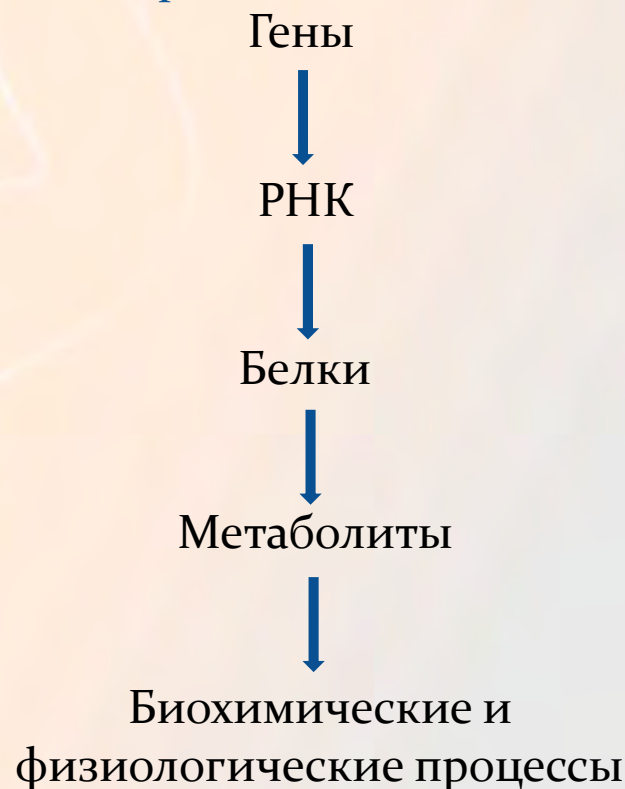 Гены
РНК
Белки
Метаболиты
Биохимические и
физиологические процессы